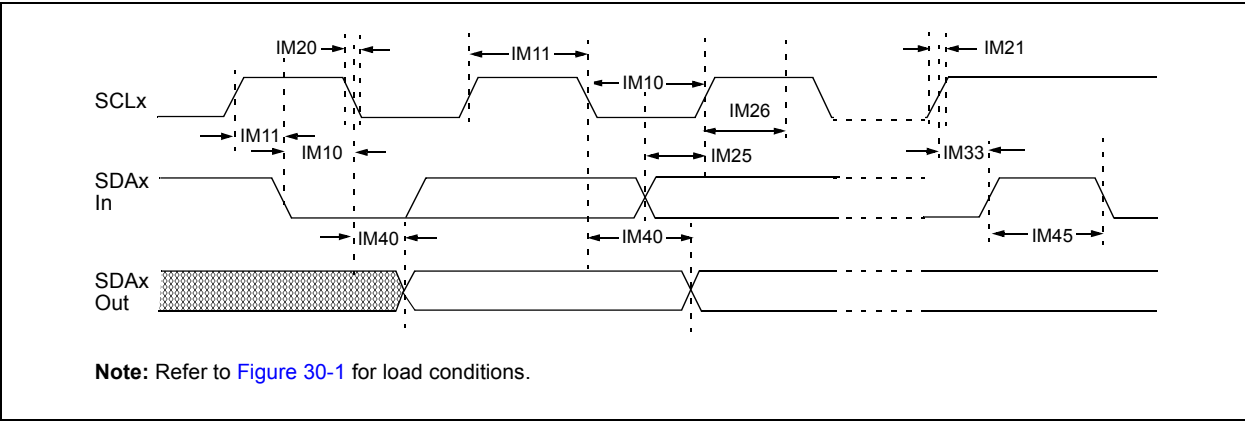 IM20
IM11
IM21
IM10
SCLx
IM26
IM11
IM10
IM25
IM33
SDAx
In
IM40
IM40
IM45
SDAx
Out
Note: Refer to Figure 30-1 for load conditions.